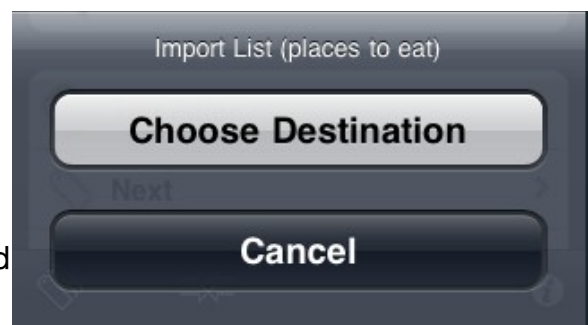 Import List (places to eat)
Choose Destination
Next
d
Cancel